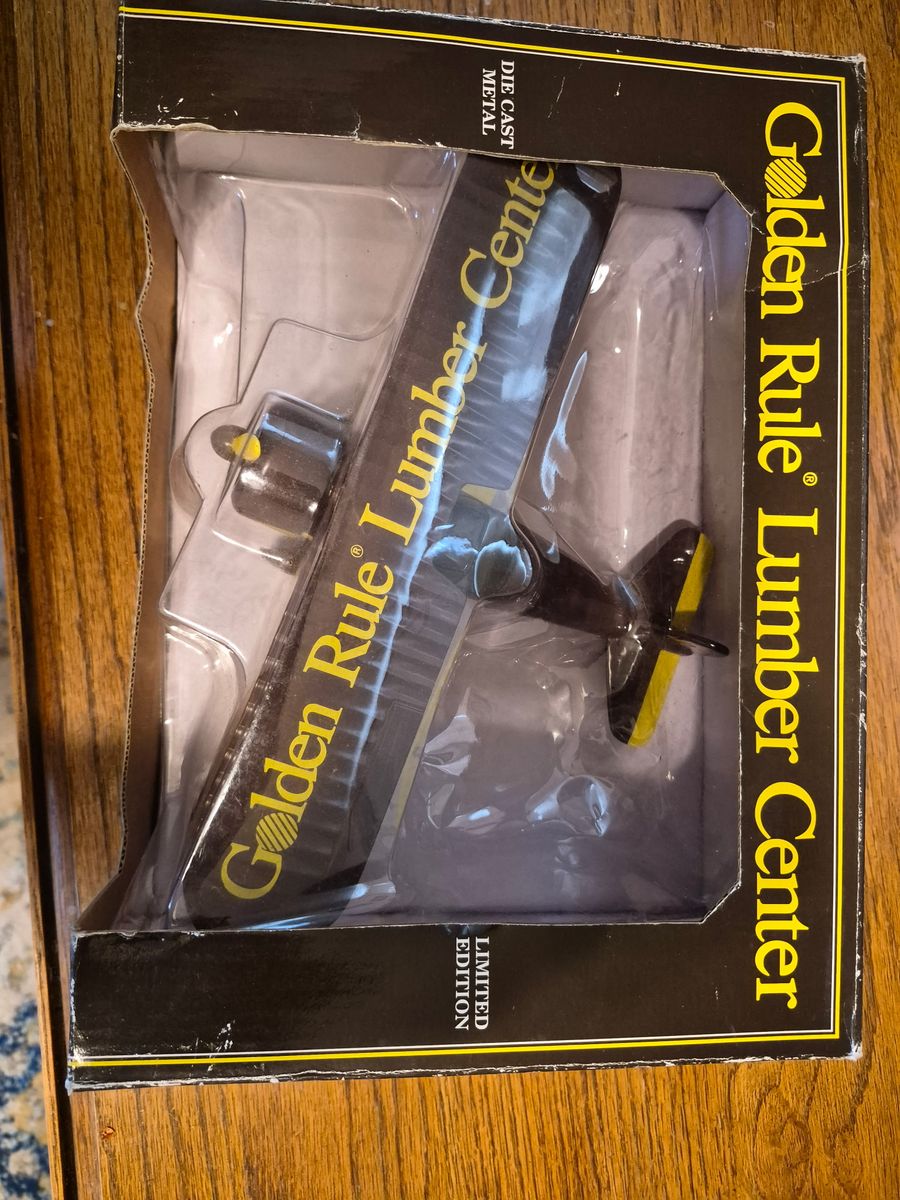 Golden Rule® Lumber Center
DIE CAST
METAL
LIMITED
EDITION
Golden Rule® Lumber Cente